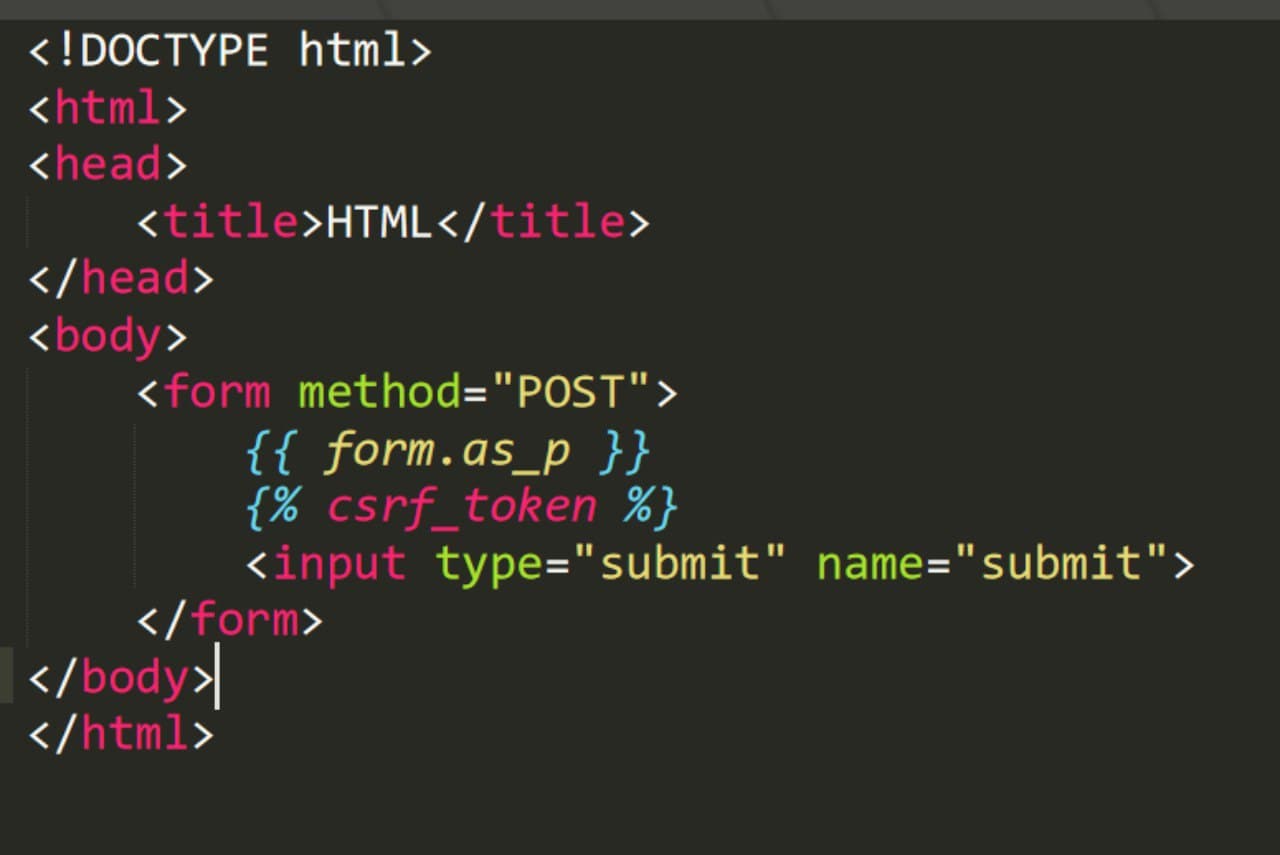 <!DOCTYPE html>
<html>
<head>
    <title>HTML</title>
</head>
<body>
    <form method="POST">
        {{ form.as_p }}
        {% csrf_token %}
        <input type="submit" name="submit">
    </form>
</body>
</html>